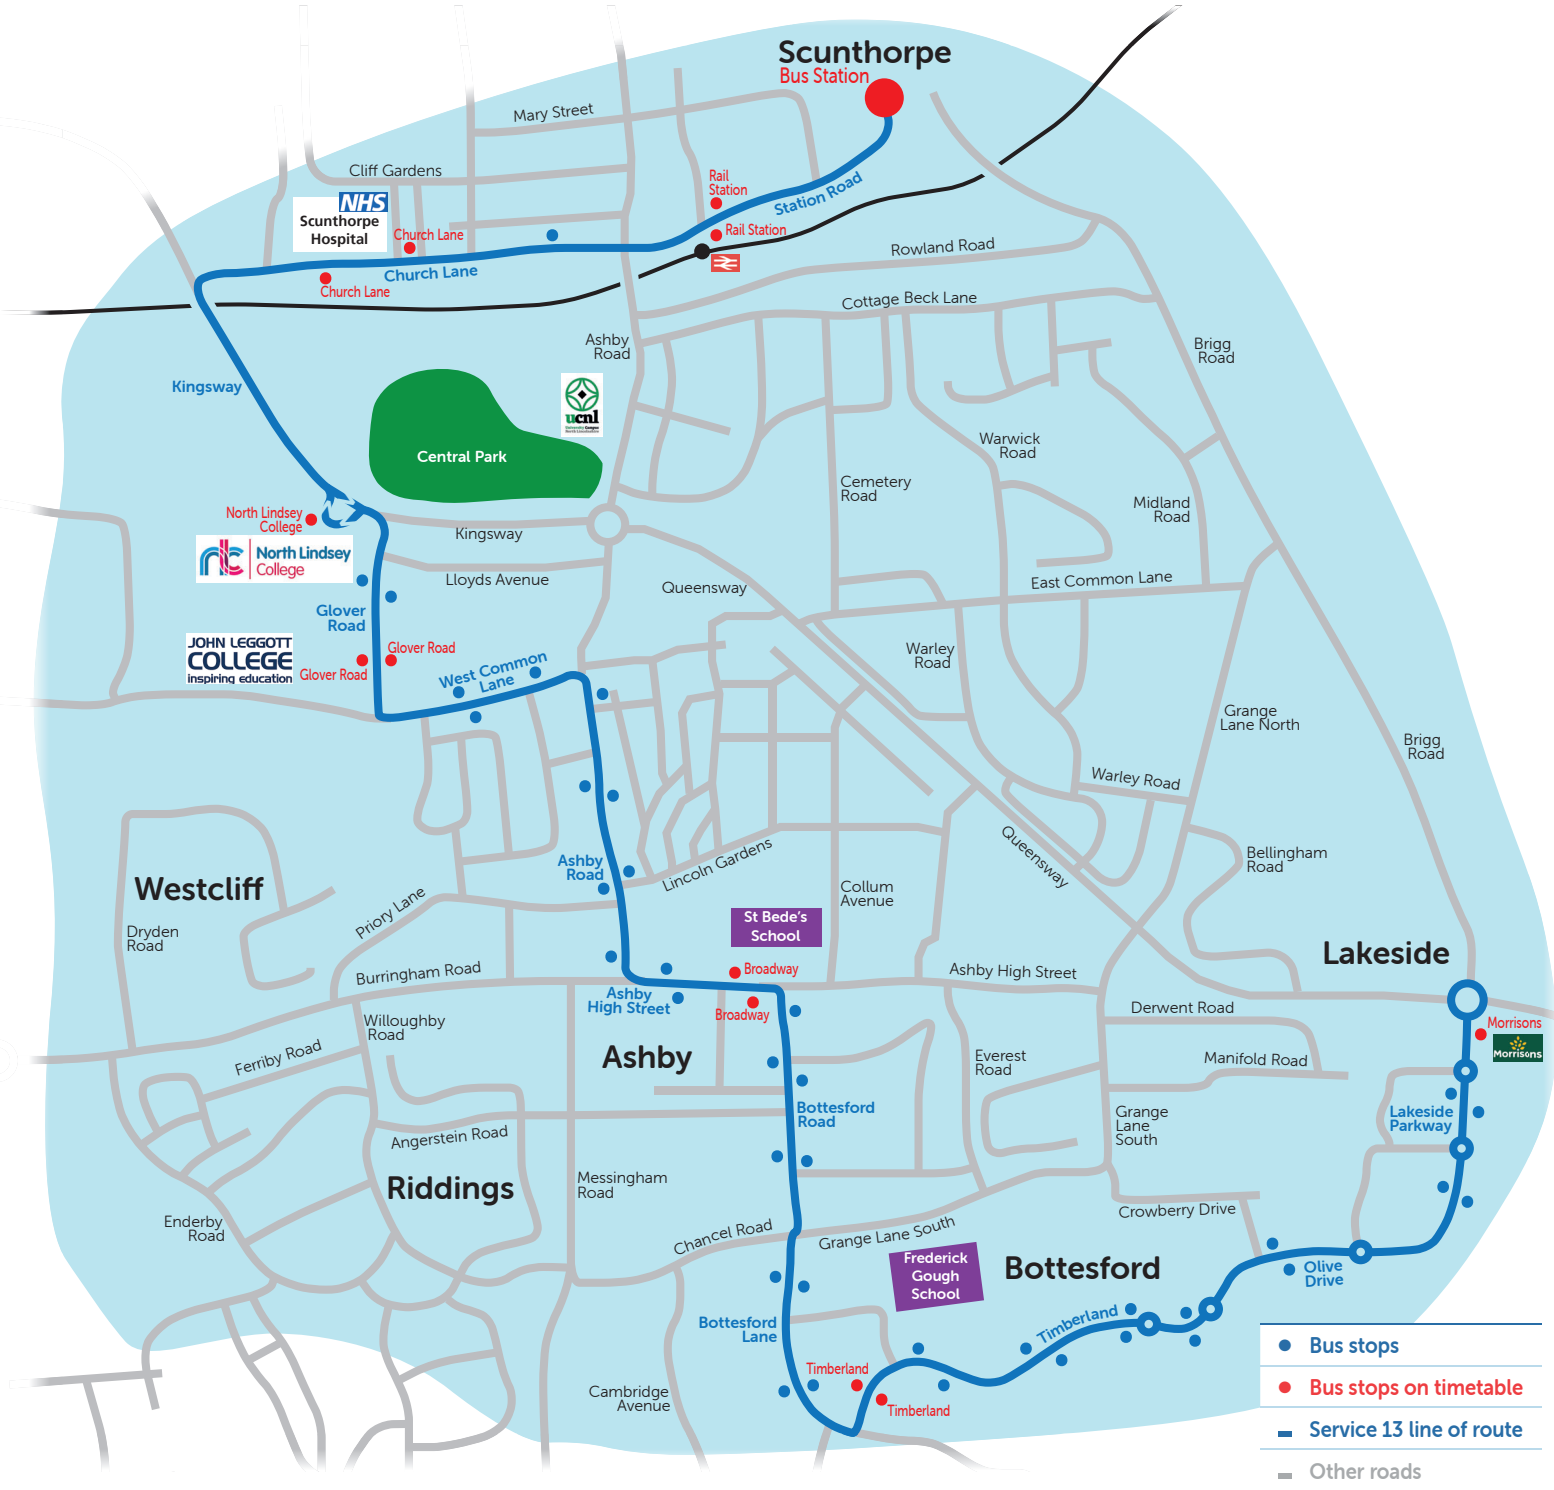 Scunthorpe
Bus Station
Mary Street
Cliff Gardens
Rail
Station
Station Road
NHS
Scunthorpe
Hospital
Church Lane
Rail Station
Rowland Road
Church Lane
Church Lane
Cottage Beck Lane
Ashby
Road
Brigg
Road
Kingsway
ucnl
Central Park
Warwick
Road
Cemetery
Road
Midland
Road
North Lindsey
College
Kingsway
North Lindsey
College
Lloyds Avenue
Queensway
East Common Lane
Glover
Road
JOHN LEGGOTT
COLLEGE
inspiring education
Glover Road
Glover Road
West Common
Lane
Warley
Road
Grange
Lane North
Brigg
Road
Warley Road
Queensway
Ashby
Road
Lincoln Gardens
Bellingham
Road
Westcliff
Priory Lane
Collum
Avenue
St Bede's
School
Dryden
Road
Lakeside
Burringham Road
Broadway
Ashby High Street
Ashby
High Street
Broadway
Derwent Road
Morrisons
Morrisons
Willoughby
Road
Ferriby Road
Ashby
Everest
Road
Manifold Road
Bottesford
Road
Grange
Lane
South
Lakeside
Parkway
Angerstein Road
Riddings
Messingham
Road
Enderby
Road
Chancel Road
Grange Lane South
Crowberry Drive
Frederick
Gough
School
Bottesford
Olive
Drive
Bottesford
Lane
Timberland
Timberland
Cambridge
Avenue
Timberland
Bus stops
Bus stops on timetable
Service 13 line of route
Other roads